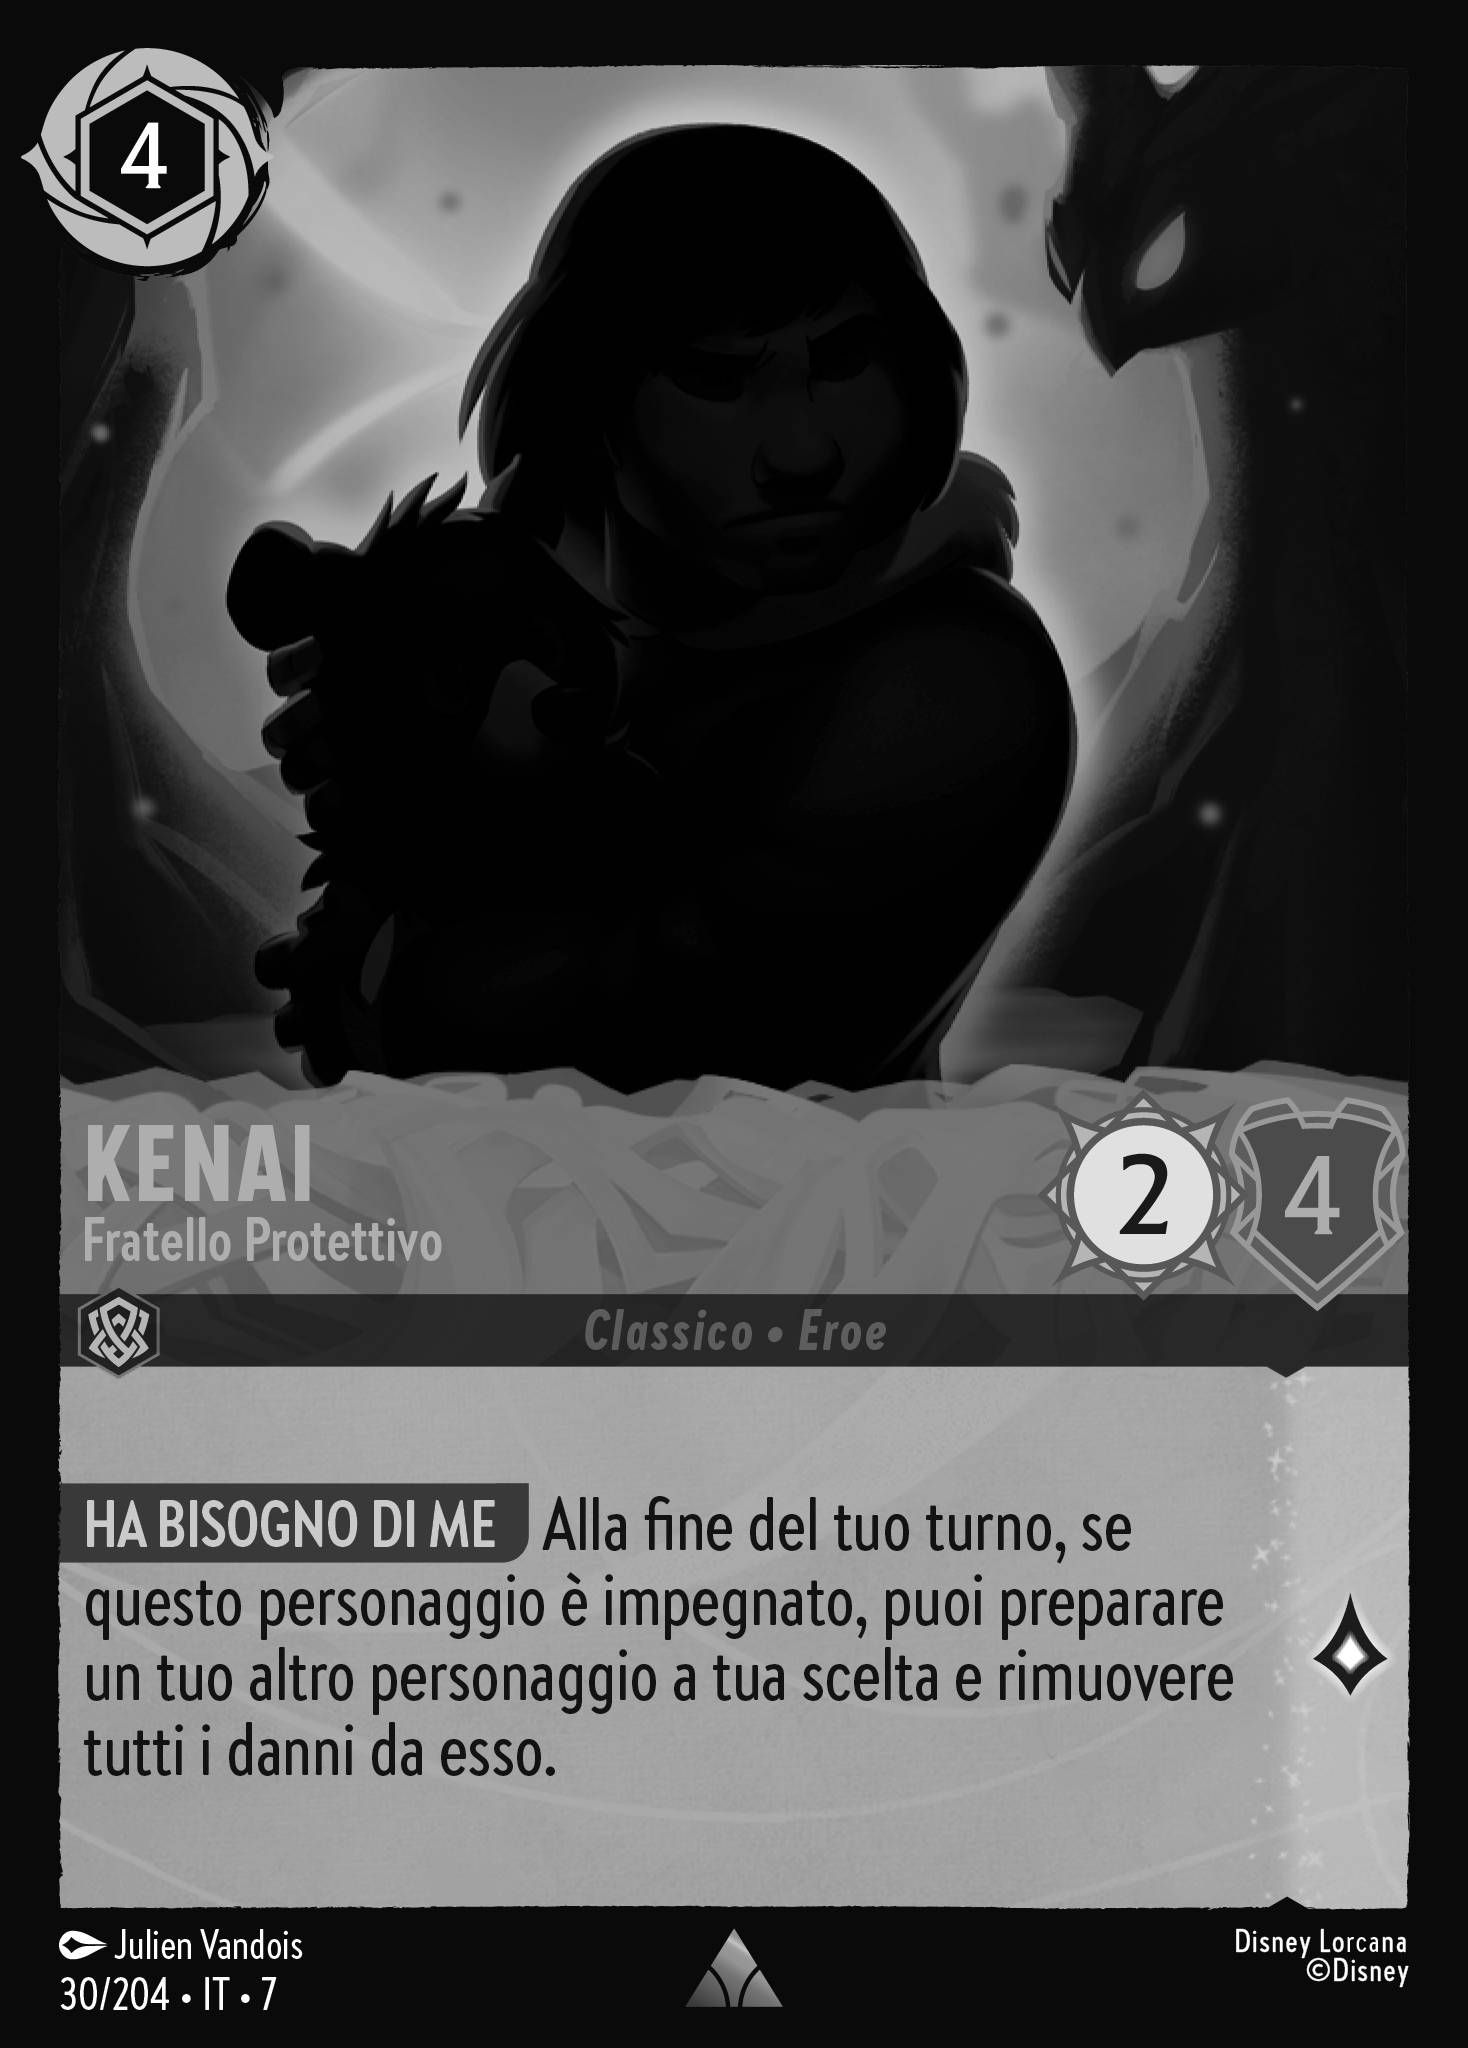 4
KENAI
Fratello Protettivo
2
4
Classico • Eroe
HA BISOGNO DI ME Alla fine del tuo turno, se
questo personaggio è impegnato, puoi preparare
un tuo altro personaggio a tua scelta e rimuovere
tutti i danni da esso.
Julien Vandois
30/204 • IT • 7
Disney Lorcana
©Disney